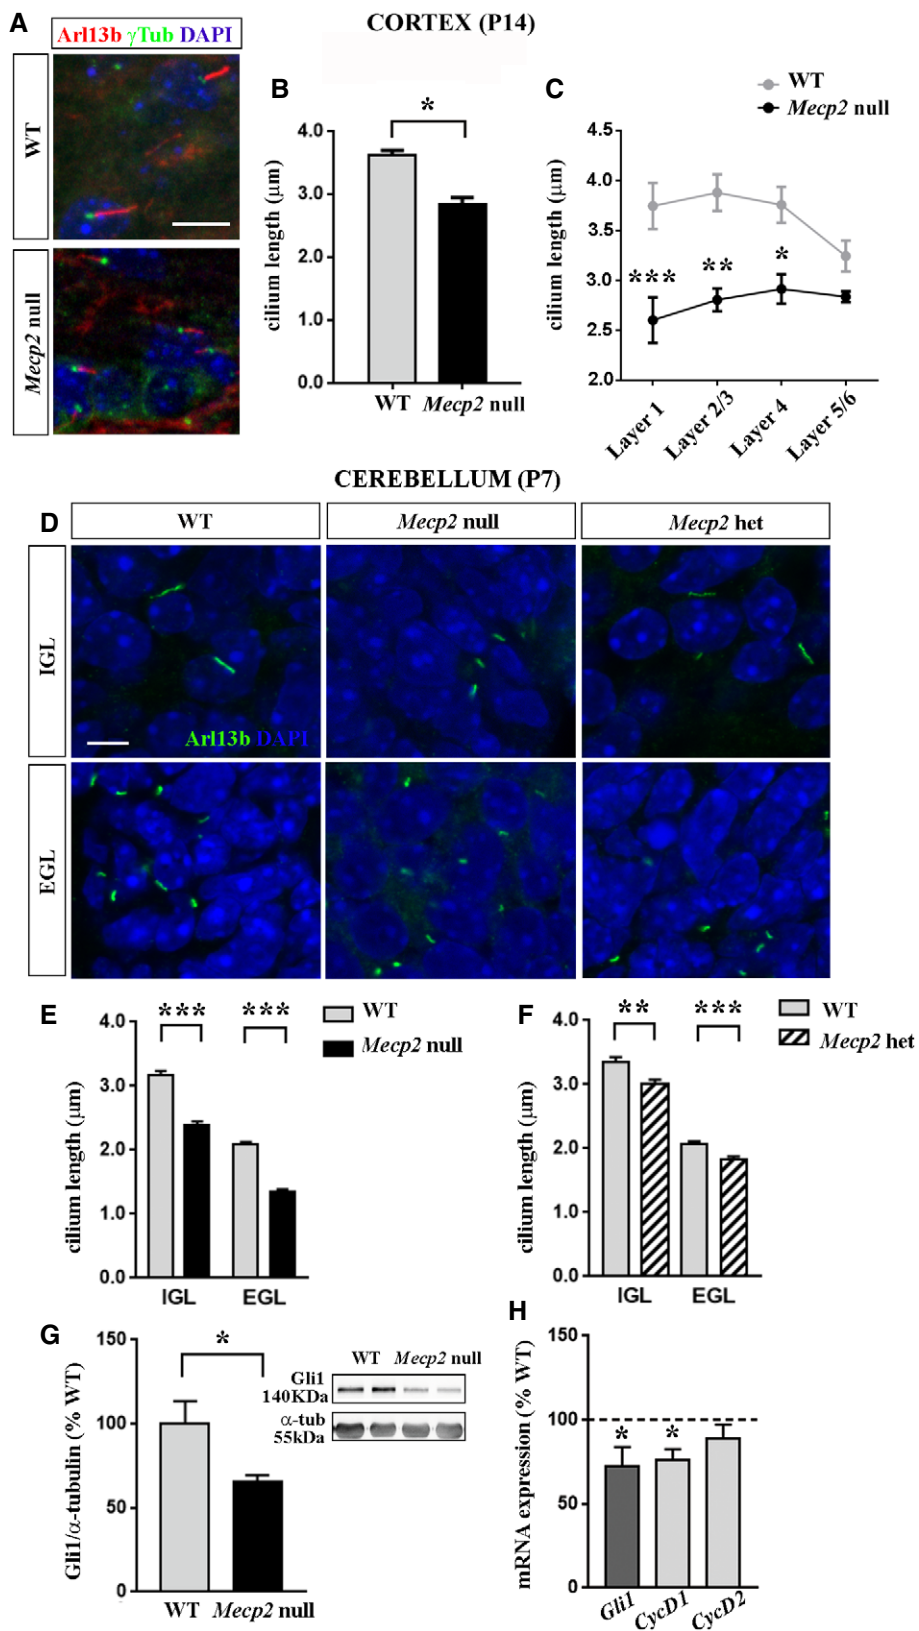 CORTEX (P14)
A
Arl13b γTub DAPI
WT
Mecp2 null
B
*
cilium length (μm)
4.0
3.0
2.0
1.0
0.0
WT Mecp2 null
C
WT
Mecp2 null
cilium length (μm)
4.5
4.0
3.5
3.0
2.5
2.0
*** ** *
Layer 1 Layer 2/3 Layer 4 Layer 5/6
CEREBELLUM (P7)
D
WT Mecp2 null Mecp2 het
IGL
Arl13b DAPI
EGL
E
*** ***
WT
Mecp2 null
cilium length (μm)
4.0
3.0
2.0
1.0
0.0
IGL EGL
F
** ***
WT
Mecp2 het
cilium length (μm)
4.0
3.0
2.0
1.0
0.0
IGL EGL
G
*
Gli1/α-tubulin (% WT)
150
100
50
0
WT Mecp2 null
WT Mecp2 null
Gli1
140KDa
α-tub
55kDa
H
mRNA expression (% WT)
150
100
50
0
* *
Gli1 CycD1 CycD2